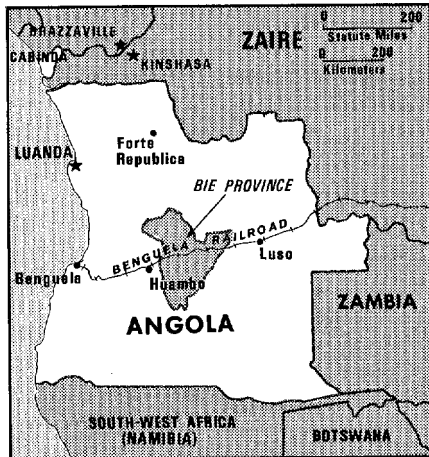 BRAZZAVILLE
CABINDA
KINSHASA
ZAIRE
0 200
Statute Miles
0 200
Kilometers
LUANDA
Forte
Republica
BIE PROVINCE
BENGUELA RAILROAD
Benguela
Huambo
Luso
ANGOLA
ZAMBIA
SOUTH-WEST AFRICA
(NAMIBIA)
BOTSWANA